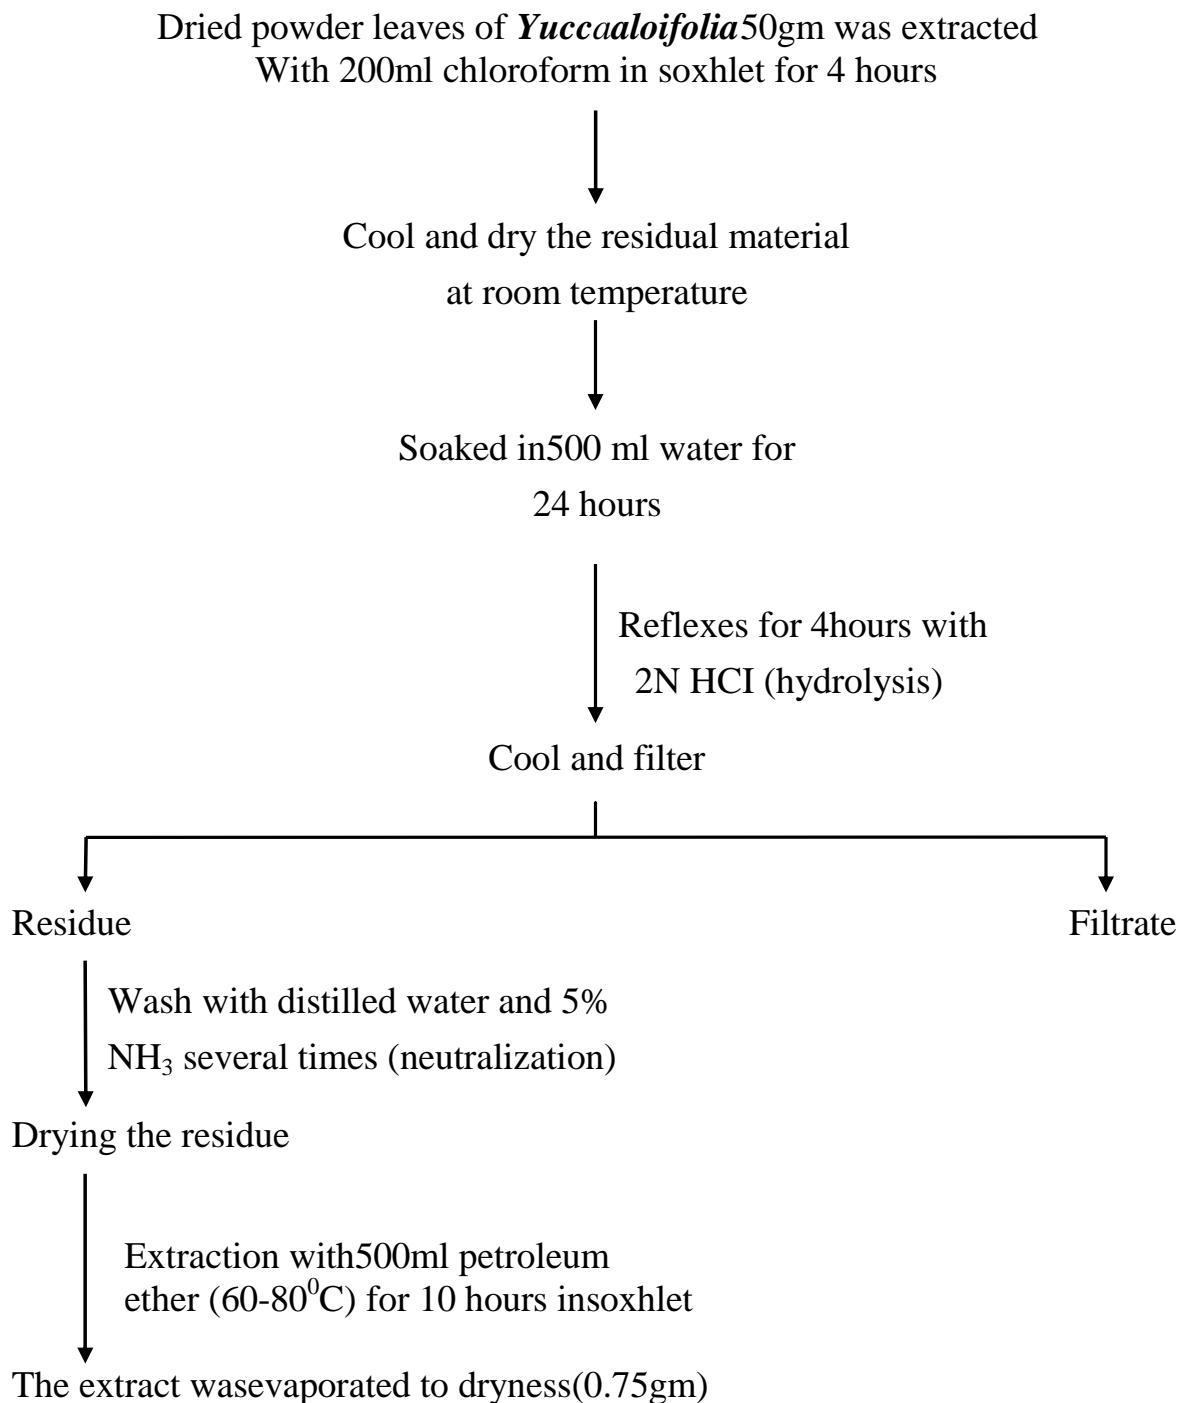 Dried powder leaves of Yuccaaloifolia50gm was extracted
With 200ml chloroform in soxhlet for 4 hours
Cool and dry the residual material
at room temperature
Soaked in500 ml water for
24 hours
Reflexes for 4hours with
2N HCI (hydrolysis)
Cool and filter
Residue
Filtrate
Wash with distilled water and 5%
NH₃ several times (neutralization)
Drying the residue
Extraction with500ml petroleum
ether (60-80⁰C) for 10 hours insoxhlet
The extract wasevaporated to dryness(0.75gm)